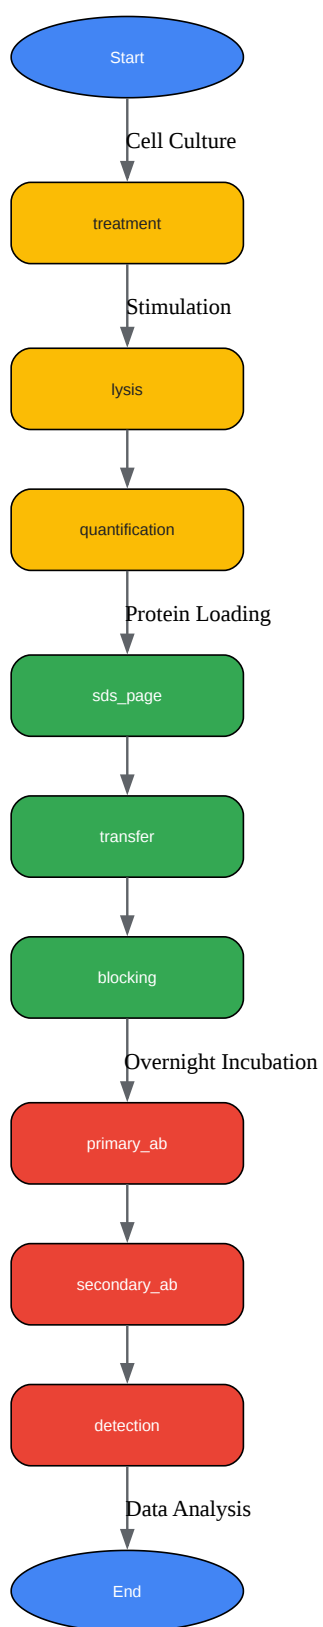 Start
Cell Culture
treatment
Stimulation
lysis
quantification
Protein Loading
sds_page
transfer
blocking
Overnight Incubation
primary_ab
secondary_ab
detection
Data Analysis
End